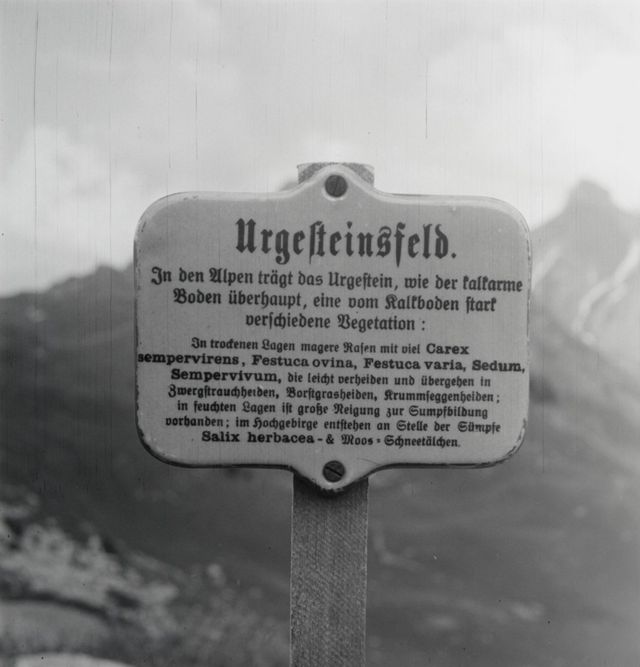 Urgesteinsfeld.
In den Alpen trägt das Urgestein, wie der kalkarme
Boden überhaupt, eine vom Kalkboden stark
verschiedene Vegetation :
In trockenen Lagen magere Rasen mit viel Carex
sempervirens, Festuca ovina, Festuca varia, Sedum,
Sempervivum, die leicht verheiden und übergehen in
Zwergstrauchheiden, Borstgrasheiden, Krummseggenheiden;
in feuchten Lagen ist große Neigung zur Sumpfbildung
vorhanden; im Hochgebirge entstehen an Stelle der Sümpfe
Salix herbacea- & Moos-Schneetälchen.